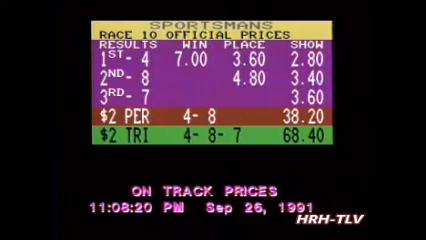 SPORTSMANS
RACE 10 OFFICIAL PRICES
RESULTS WIN PLACE SHOW
1ST- 4 7.00 3.60 2.80
2ND- 8 4.80 3.40
3RD- 7 3.60
$2 PER 4- 8 38.20
$2 TRI 4- 8- 7 68.40
ON TRACK PRICES
11:08:20 PM Sep 26, 1991
HRH-TLV